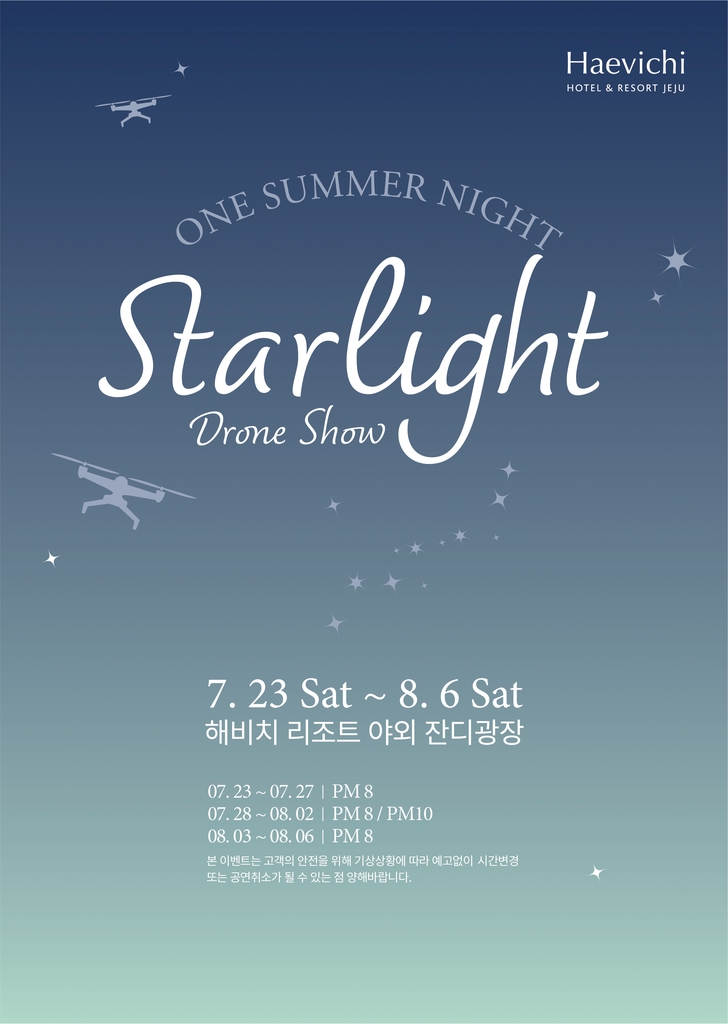 Haevichi
HOTEL & RESORT JEJU
ONE SUMMER NIGHT
Starlight
Drone Show
7. 23 Sat ~ 8. 6 Sat
해비치 리조트 야외 잔디광장
07. 23 ~ 07. 27 | PM 8
07. 28 ~ 08. 02 | PM 8 / PM10
08. 03 ~ 08. 06 | PM 8
본 이벤트는 고객의 안전을 위해 기상상황에 따라 예고없이 시간변경
또는 공연취소가 될 수 있는 점 양해바랍니다.